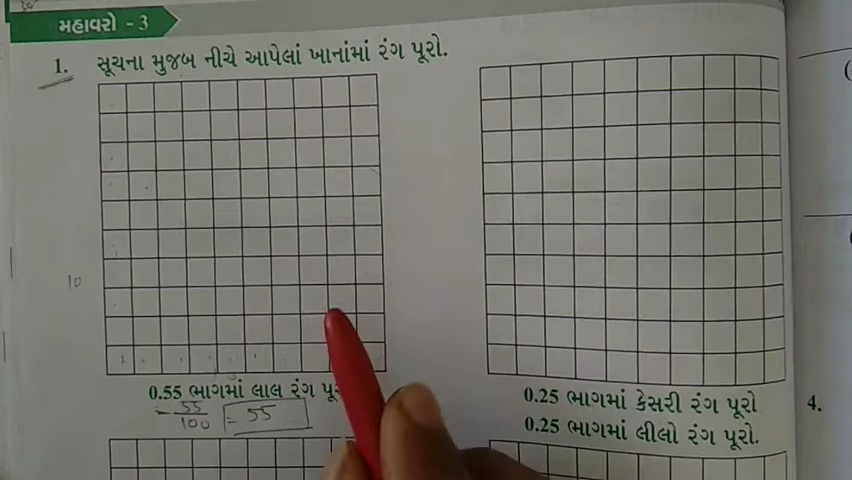 મહાવરો - 3
1. સૂચના મુજબ નીચે આપેલાં ખાનાંમાં રંગ પૂરો.
10
0.55 ભાગમાં લાલ રંગ
= 55/100 = 55
0.25 ભાગમાં કેસરી રંગ પૂરો
0.25 ભાગમાં લીલો રંગ પૂરો.
4.